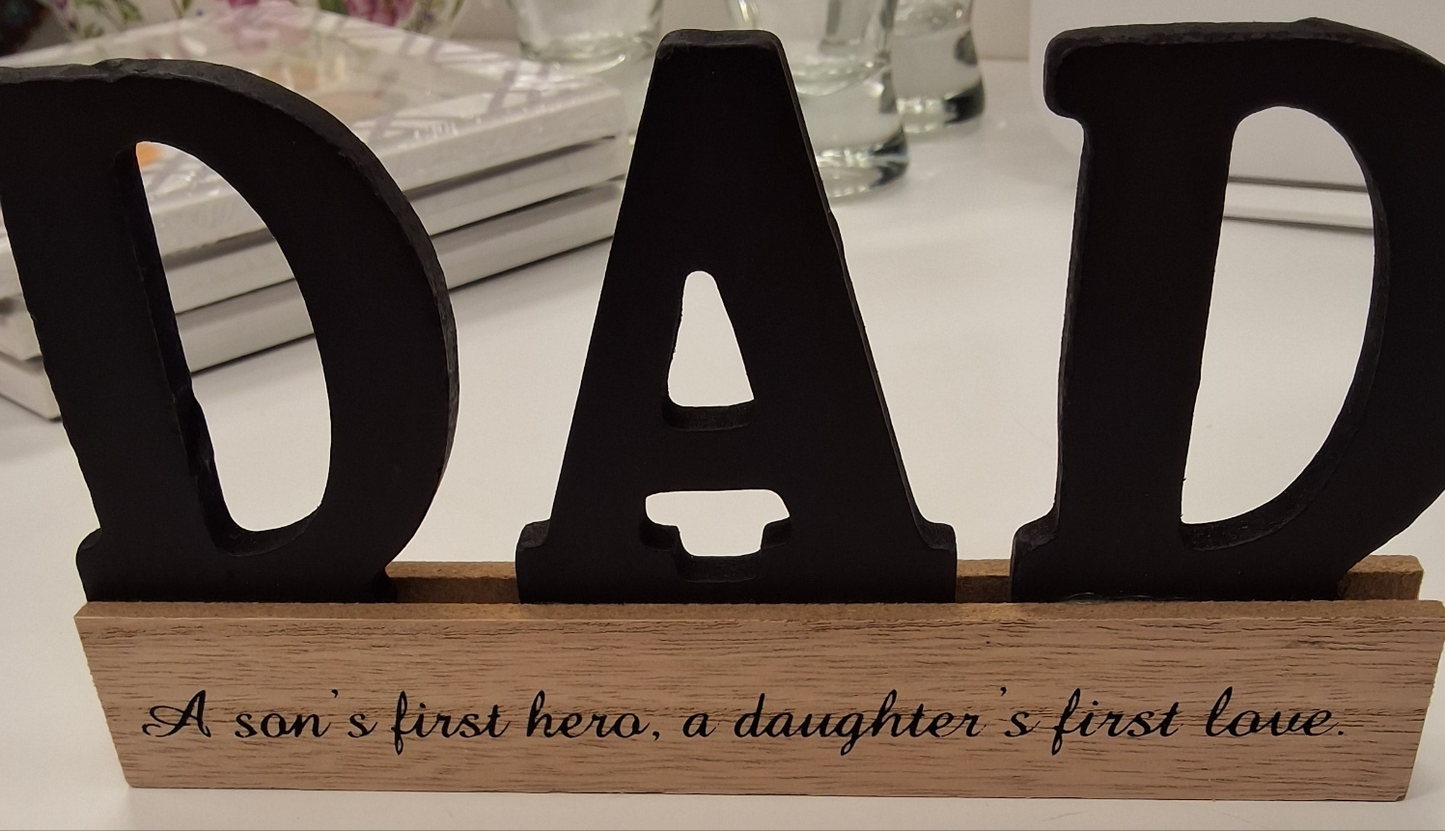 DAD
A son's first hero, a daughter's first love.